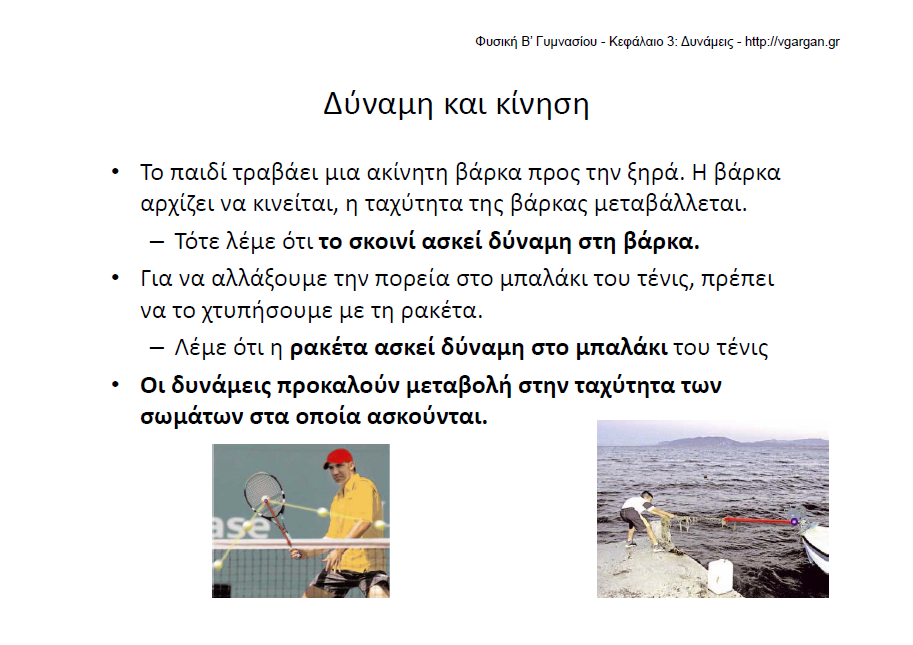 Φυσική Β' Γυμνασίου - Κεφάλαιο 3: Δυνάμεις - http://vgargan.gr
Δύναμη και κίνηση
• Το παιδί τραβάει μια ακίνητη βάρκα προς την ξηρά. Η βάρκα
αρχίζει να κινείται, η ταχύτητα της βάρκας μεταβάλλεται.
– Τότε λέμε ότι το σκοινί ασκεί δύναμη στη βάρκα.
• Για να αλλάξουμε την πορεία στο μπαλάκι του τένις, πρέπει
να το χτυπήσουμε με τη ρακέτα.
– Λέμε ότι η ρακέτα ασκεί δύναμη στο μπαλάκι του τένις
• Οι δυνάμεις προκαλούν μεταβολή στην ταχύτητα των
σωμάτων στα οποία ασκούνται.
ase